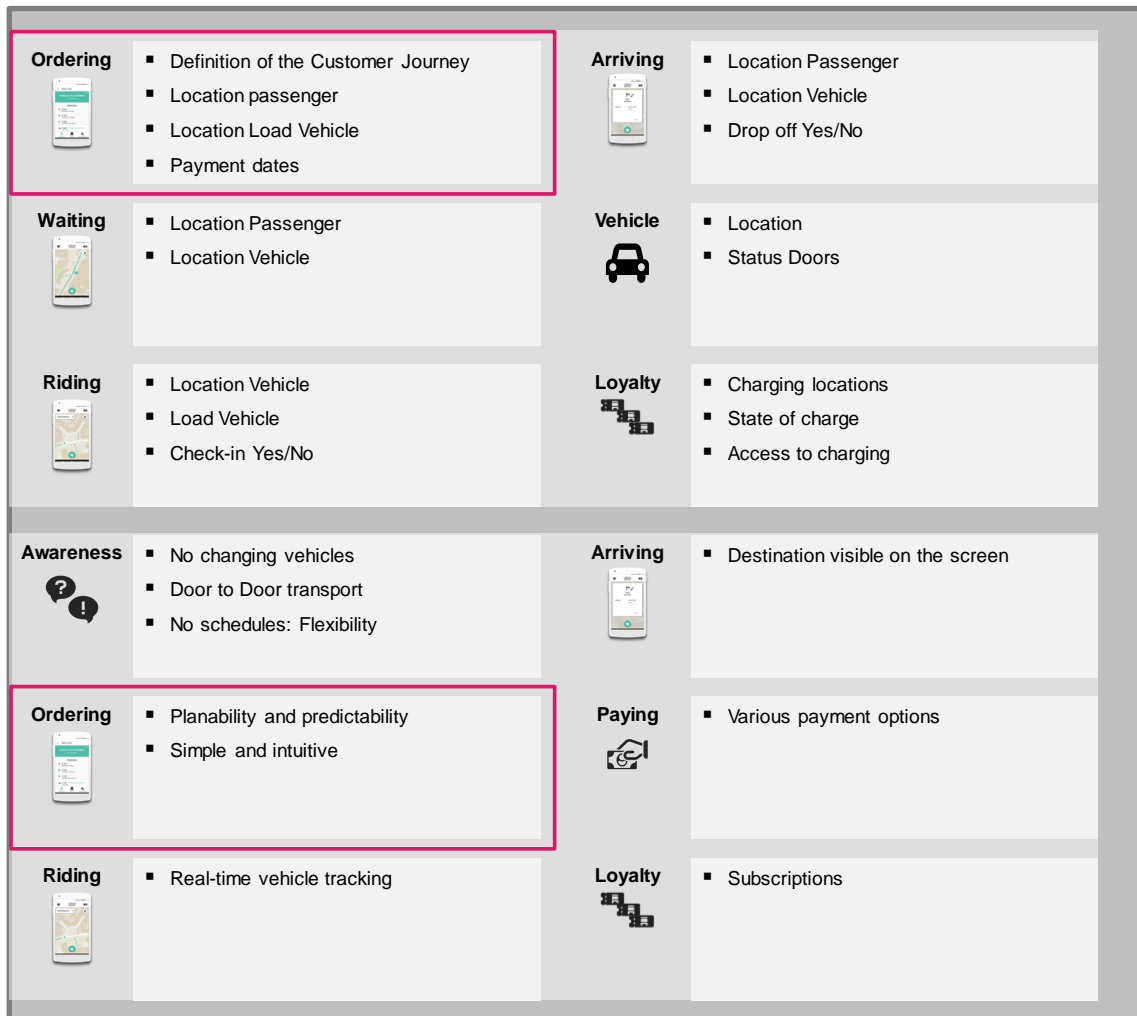 Ordering
▪ Definition of the Customer Journey
▪ Location passenger
▪ Location Load Vehicle
▪ Payment dates
Arriving
▪ Location Passenger
▪ Location Vehicle
▪ Drop off Yes/No
Waiting
▪ Location Passenger
▪ Location Vehicle
Vehicle
▪ Location
▪ Status Doors
Riding
▪ Location Vehicle
▪ Load Vehicle
▪ Check-in Yes/No
Loyalty
▪ Charging locations
▪ State of charge
▪ Access to charging
Awareness
? !
▪ No changing vehicles
▪ Door to Door transport
▪ No schedules: Flexibility
Arriving
▪ Destination visible on the screen
Ordering
▪ Planability and predictability
▪ Simple and intuitive
Paying
▪ Various payment options
Riding
▪ Real-time vehicle tracking
Loyalty
▪ Subscriptions